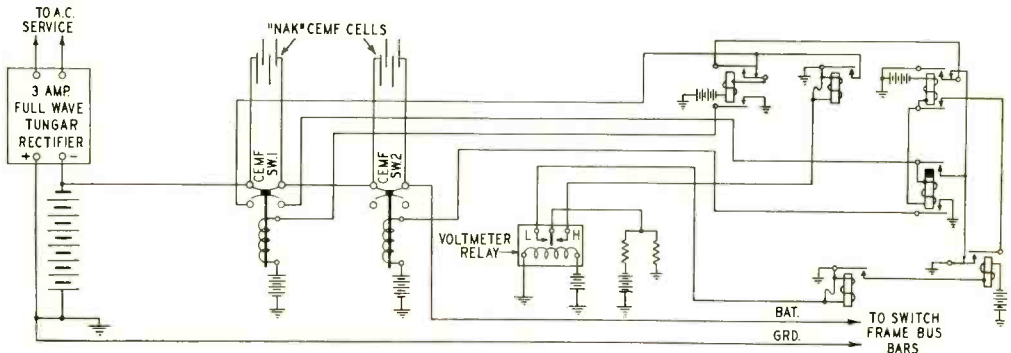 TO A.C.
SERVICE
3 AMP.
FULL WAVE
TUNGAR
RECTIFIER
+ -
"NAK" CEMF CELLS
CEMF
SW.1
CEMF
SW.2
VOLTMETER
RELAY
L H
BAT.
GRD.
TO SWITCH
FRAME BUS
BARS